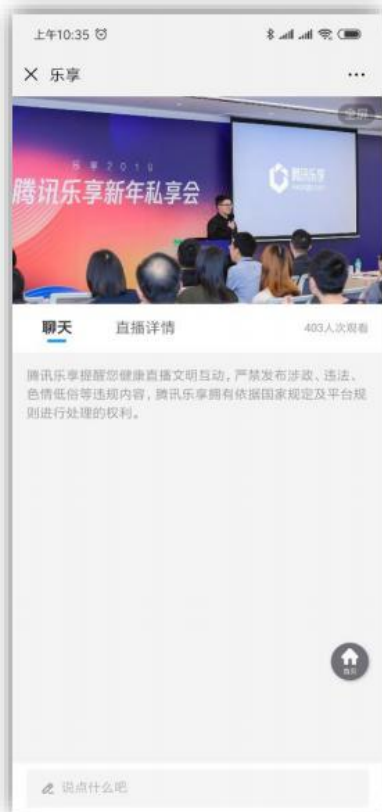 上午10:35
乐享
全屏
乐享2019
腾讯乐享新年私享会
腾讯乐享
聊天
直播详情
403人次观看
腾讯乐享提醒您健康直播文明互动，严禁发布涉政、违法、
色情低俗等违规内容，腾讯乐享拥有依据国家规定及平台规
则进行处理的权利。
首页
说点什么吧